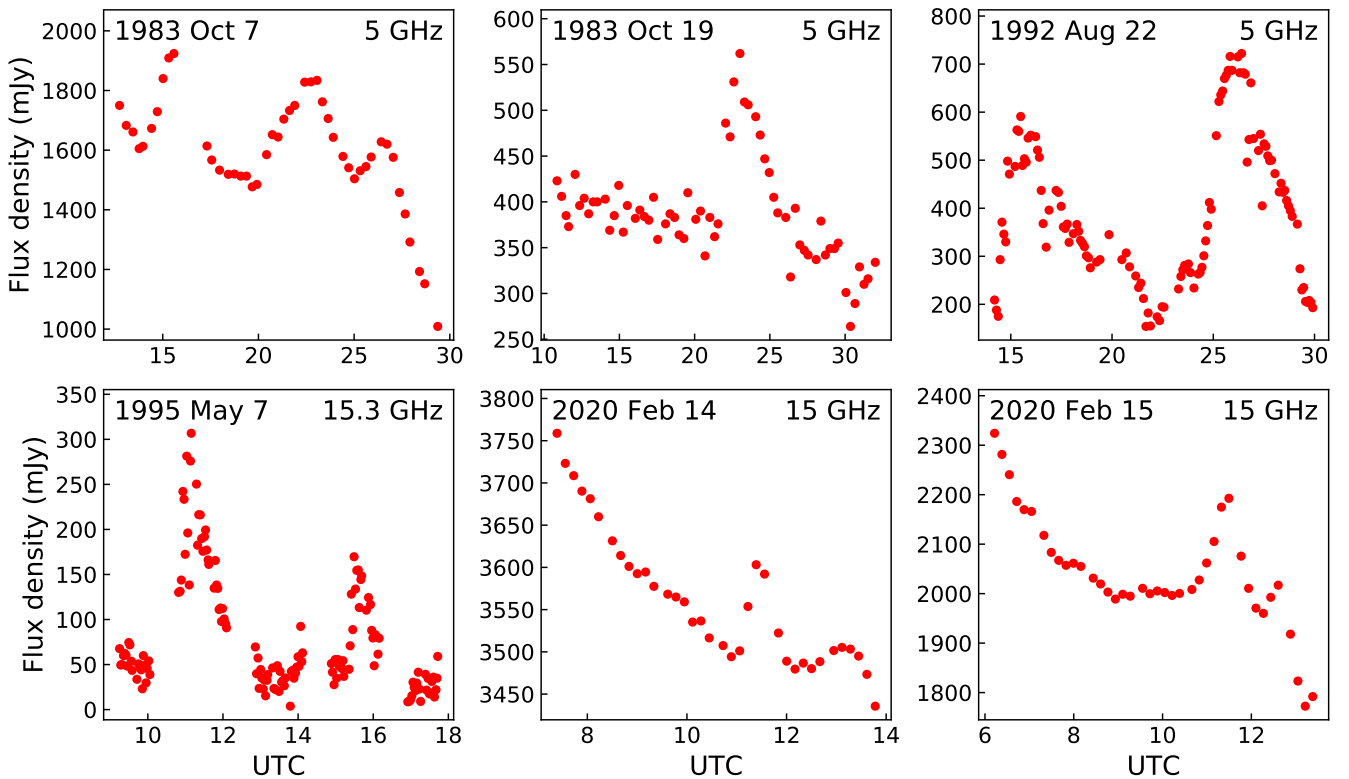 1983 Oct 7 5 GHz
Flux density (mJy)
2000
1800
1600
1400
1200
1000
15 20 25 30
1983 Oct 19 5 GHz
600
550
500
450
400
350
300
250
10 15 20 25 30
1992 Aug 22 5 GHz
800
700
600
500
400
300
200
15 20 25 30
1995 May 7 15.3 GHz
Flux density (mJy)
350
300
250
200
150
100
50
0
10 12 14 16 18
UTC
2020 Feb 14 15 GHz
3800
3750
3700
3650
3600
3550
3500
3450
8 10 12 14
UTC
2020 Feb 15 15 GHz
2400
2300
2200
2100
2000
1900
1800
6 8 10 12
UTC